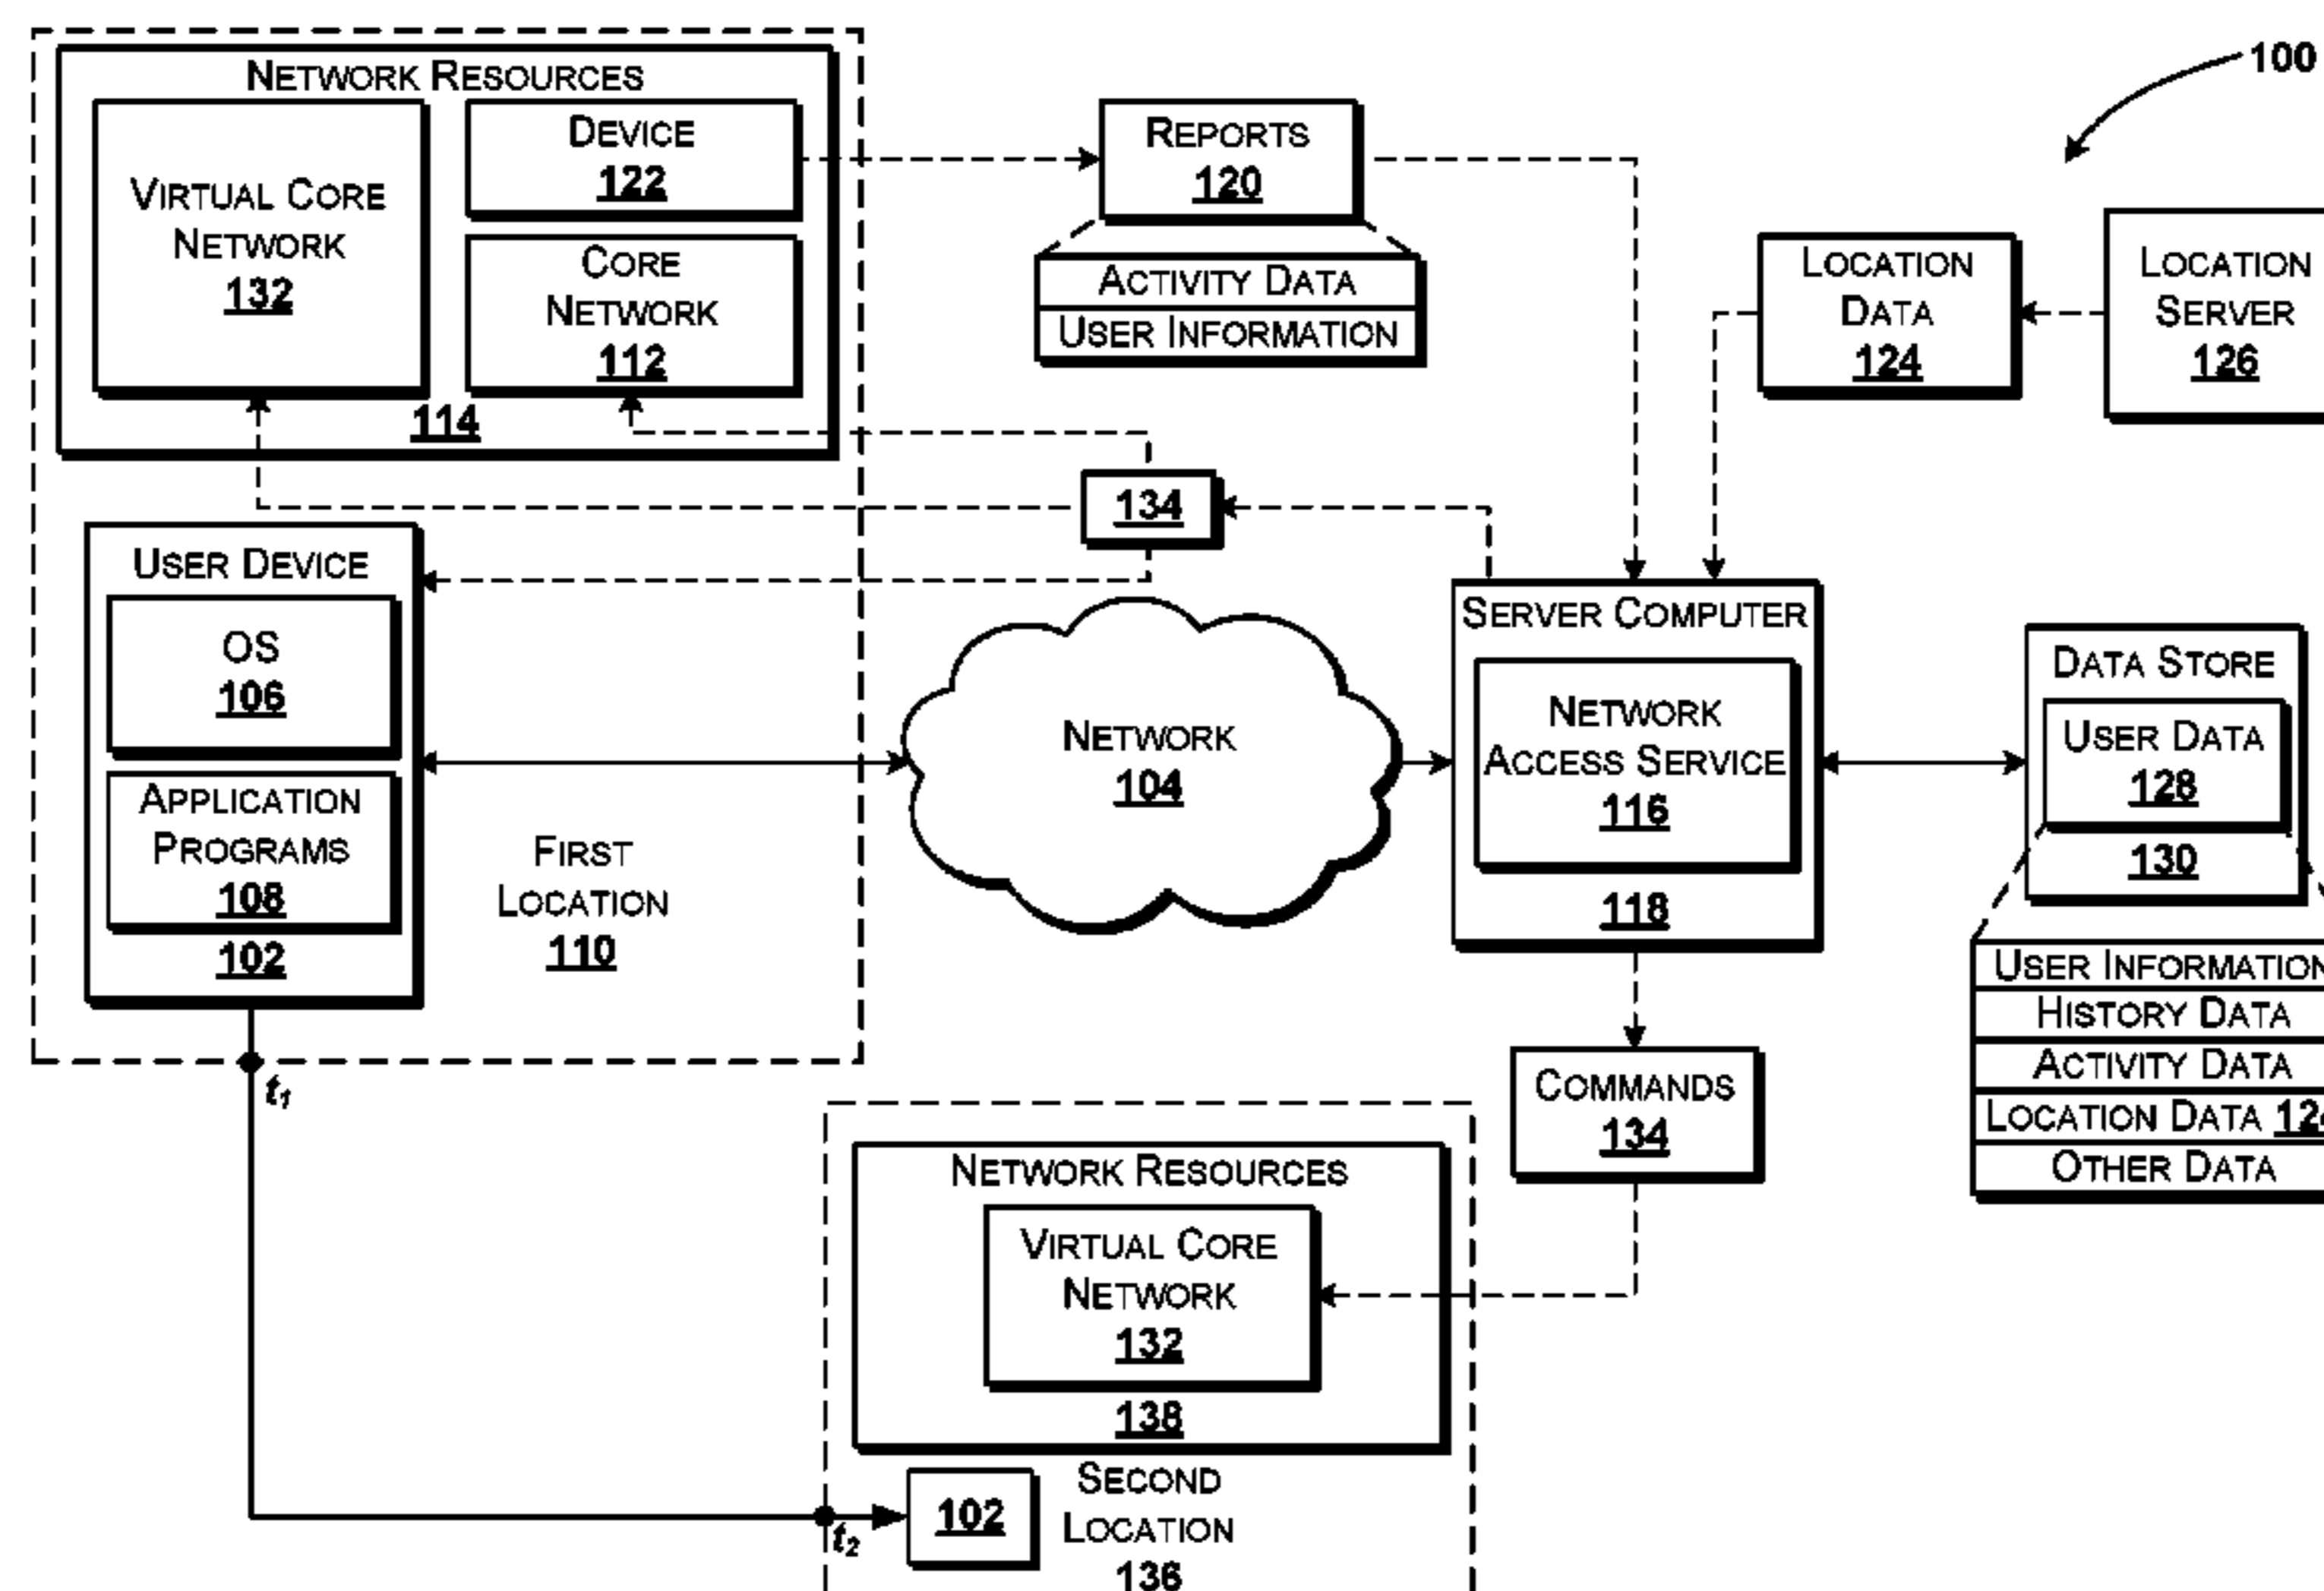 100
NETWORK RESOURCES
VIRTUAL CORE
NETWORK
132
DEVICE
122
CORE
NETWORK
112
114
REPORTS
120
ACTIVITY DATA
USER INFORMATION
LOCATION
DATA
124
LOCATION
SERVER
126
134
USER DEVICE
OS
106
APPLICATION
PROGRAMS
108
102
FIRST
LOCATION
110
NETWORK
104
SERVER COMPUTER
NETWORK
ACCESS SERVICE
116
118
DATA STORE
USER DATA
128
130
USER INFORMATION
HISTORY DATA
ACTIVITY DATA
LOCATION DATA 124
OTHER DATA
t1
COMMANDS
134
NETWORK RESOURCES
VIRTUAL CORE
NETWORK
132
138
102
SECOND
LOCATION
136
t2